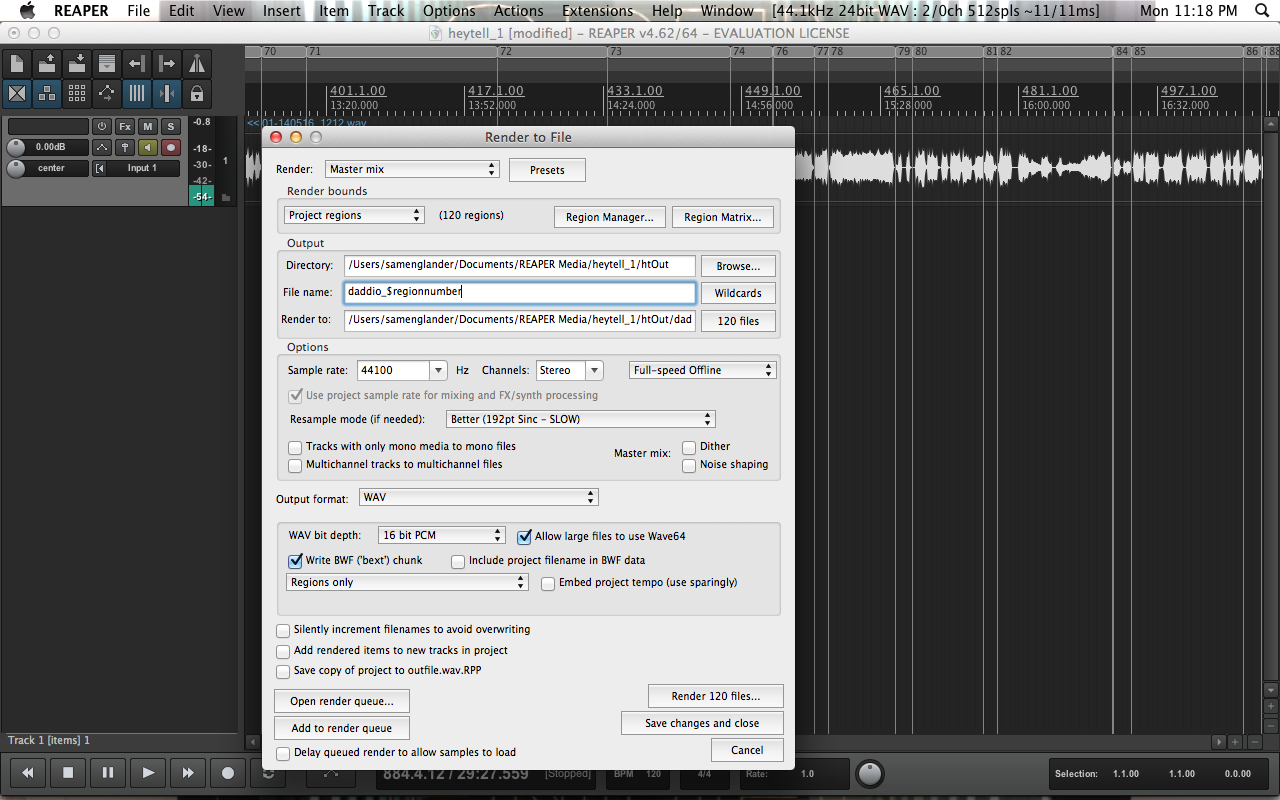 REAPER File Edit View Insert Item Track Options Actions Extensions Help Window [44.1kHz 24bit WAV : 2/0ch 512spls ~11/11ms] Mon 11:18 PM
heytell_1 [modified] - REAPER v4.62/64 - EVALUATION LICENSE
70 71 72 73 74 75 76 77 78 79 80 81 82 84 85 86 88
401.1.00 417.1.00 433.1.00 449.1.00 465.1.00 481.1.00 497.1.00
13:20.000 13:52.000 14:24.000 14:56.000 15:28.000 16:00.000 16:32.000
<< 01-140516_1212.wav
Fx M S
0.00dB
center Input 1
-0.8
-18-
-30-
-42-
-54-
1
Render to File
Render: Master mix Presets
Render bounds
Project regions (120 regions) Region Manager... Region Matrix...
Output
Directory: /Users/samenglander/Documents/REAPER Media/heytell_1/htOut Browse...
File name: daddio_$regionnumber Wildcards
Render to: /Users/samenglander/Documents/REAPER Media/heytell_1/htOut/dad 120 files
Options
Sample rate: 44100 Hz Channels: Stereo Full-speed Offline
Use project sample rate for mixing and FX/synth processing
Resample mode (if needed): Better (192pt Sinc - SLOW)
Tracks with only mono media to mono files
Multichannel tracks to multichannel files
Master mix: Dither
Noise shaping
Output format: WAV
WAV bit depth: 16 bit PCM Allow large files to use Wave64
Write BWF ('bext') chunk Include project filename in BWF data
Regions only Embed project tempo (use sparingly)
Silently increment filenames to avoid overwriting
Add rendered items to new tracks in project
Save copy of project to outfile.wav.RPP
Open render queue... Render 120 files...
Add to render queue Save changes and close
Delay queued render to allow samples to load Cancel
Track 1 [items] 1
884.4.12 / 29:27.559 [Stopped] BPM 120 4/4 Rate: 1.0 Selection: 1.1.00 1.1.00 0.0.00